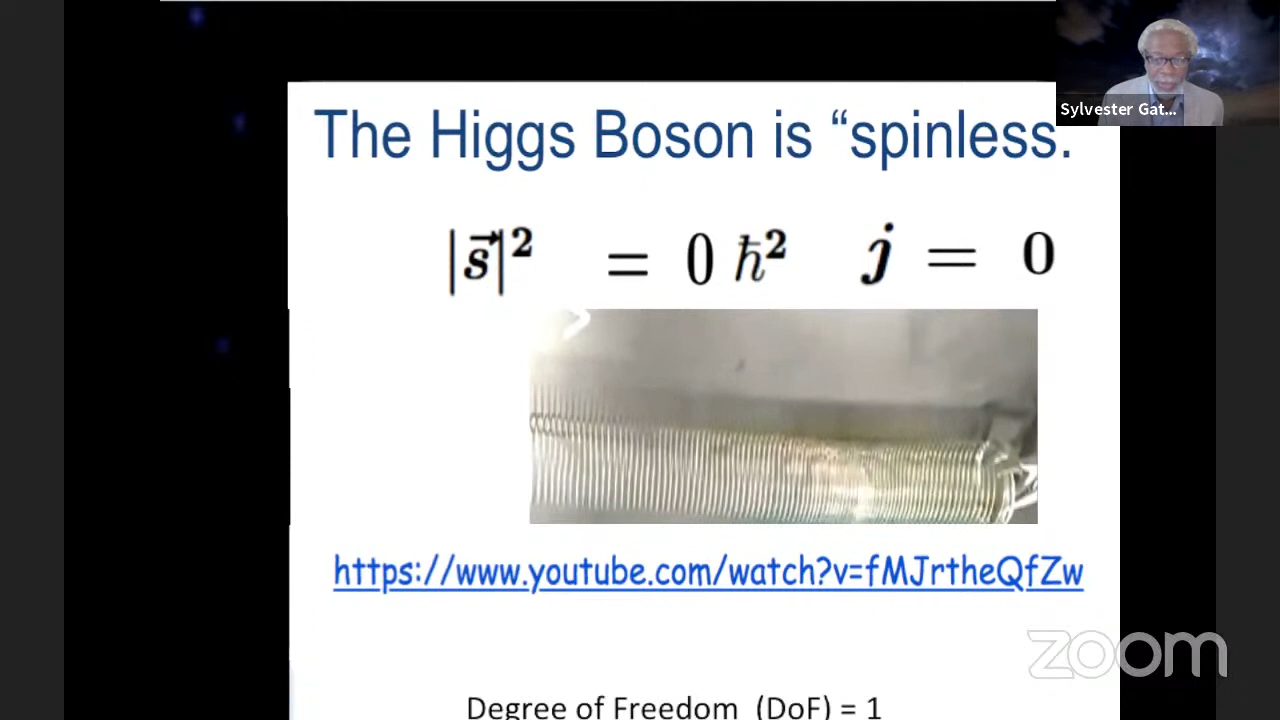 The Higgs Boson is “spinless.
|s⃗|² = 0 ħ² j = 0
https://www.youtube.com/watch?v=fMJrtheQfZw
Degree of Freedom (DoF) = 1
Sylvester Gat...
zoom